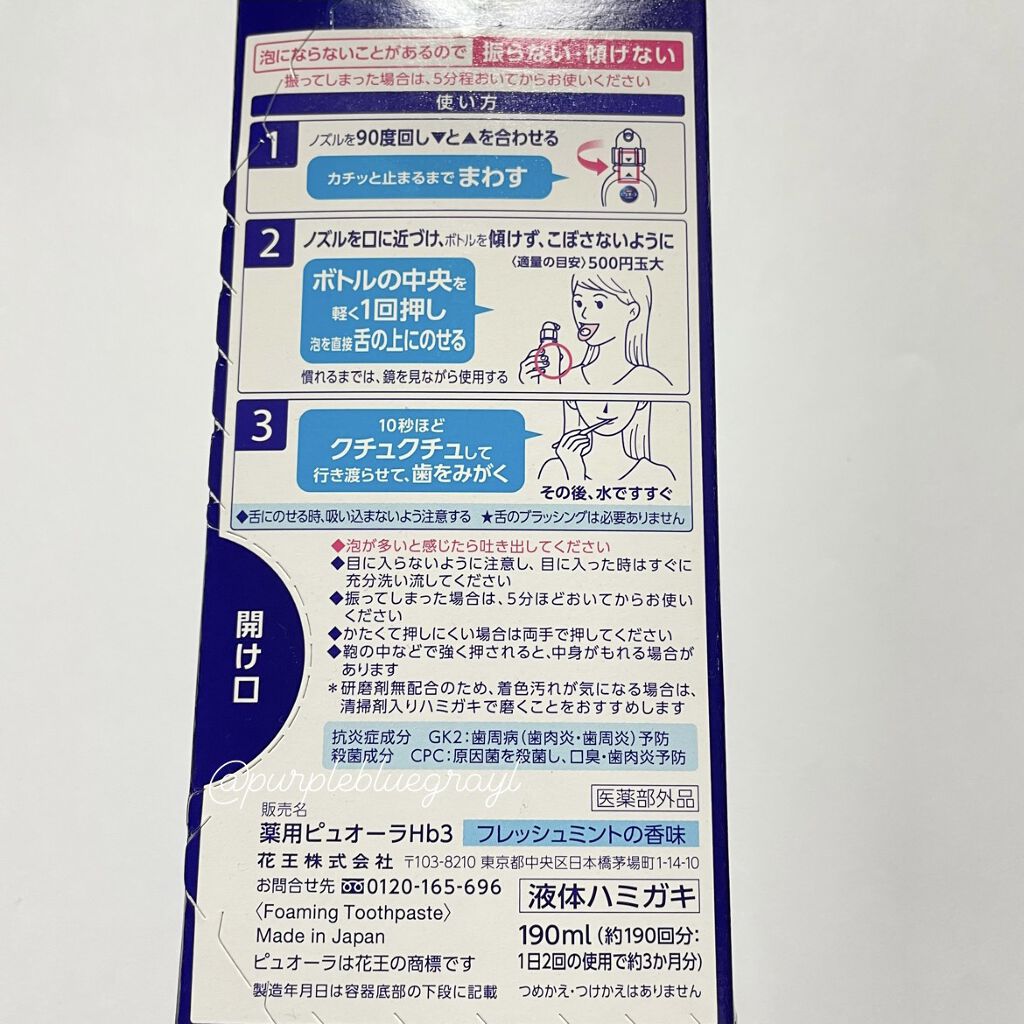 泡にならないことがあるので 振らない・傾けない
振ってしまった場合は、5分程おいてからお使いください
使い方
1 ノズルを90度回し▼と▲を合わせる
カチッと止まるまで まわす
2 ノズルを口に近づけ、ボトルを傾けず、こぼさないように
〈適量の目安〉500円玉大
ボトルの中央を
軽く1回押し
泡を直接 舌の上にのせる
慣れるまでは、鏡を見ながら使用する
3
10秒ほど
クチュクチュして
行き渡らせて、歯をみがく
その後、水ですすぐ
◆舌にのせる時、吸い込まないよう注意する ★舌のブラッシングは必要ありません
◆泡が多いと感じたら吐き出してください
◆目に入らないように注意し、目に入った時はすぐに
充分洗い流してください
◆振ってしまった場合は、5分ほどおいてからお使い
ください
◆かたくて押しにくい場合は両手で押してください
◆鞄の中などで強く押されると、中身がもれる場合が
あります
＊研磨剤無配合のため、着色汚れが気になる場合は、
清掃剤入りハミガキで磨くことをおすすめします
開け口
抗炎症成分 GK2：歯周病（歯肉炎・歯周炎）予防
殺菌成分 CPC：原因菌を殺菌し、口臭・歯肉炎予防
@purplebluegrayl
医薬部外品
販売名
薬用ピュオーラHb3 フレッシュミントの香味
花王株式会社 〒103-8210 東京都中央区日本橋茅場町1-14-10
お問合せ先 0120-165-696
液体ハミガキ
〈Foaming Toothpaste〉
Made in Japan
190ml（約190回分：
1日2回の使用で約3か月分）
ピュオーラは花王の商標です
製造年月日は容器底部の下段に記載 つめかえ・つけかえはありません